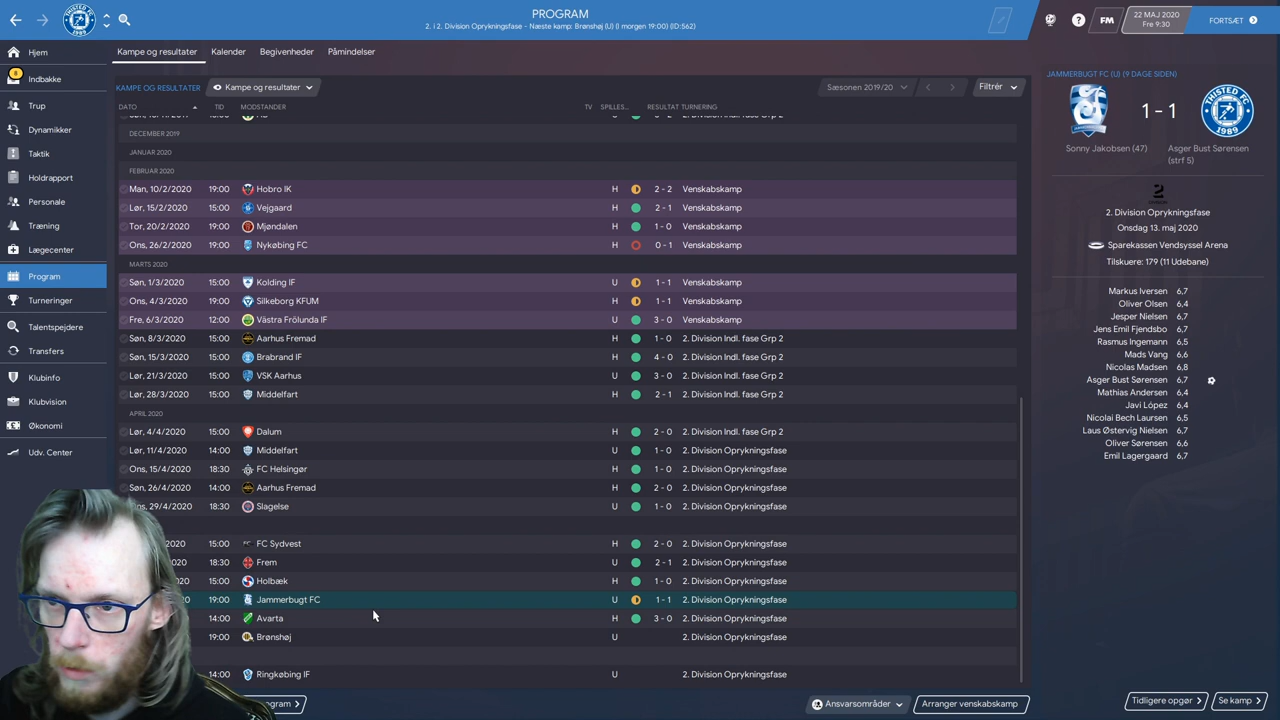 PROGRAM
2. i 2. Division Oprykningsfase - Næste kamp: Brønshøj (U) (I morgen 19:00) (ID:562)
FM
22 MAJ 2020
Fre 9:30
FORTSÆT
THISTED FC
1989
Hjem
8
Indbakke
Trup
Dynamikker
Taktik
Holdrapport
Personale
Træning
Lægecenter
Program
Turneringer
Talentspejdere
Transfers
Klubinfo
Klubvision
Økonomi
Udv. Center
Kampe og resultater Kalender Begivenheder Påmindelser
KAMPE OG RESULTATER Kampe og resultater Sæsonen 2019/20 Filtrér
DATO TID MODSTANDER TV SPILLES... RESULTAT TURNERING
DECEMBER 2019
JANUAR 2020
FEBRUAR 2020
Man, 10/2/2020 19:00 Hobro IK H 2 - 2 Venskabskamp
Lør, 15/2/2020 15:00 Vejgaard H 2 - 1 Venskabskamp
Tor, 20/2/2020 19:00 Mjøndalen H 1 - 0 Venskabskamp
Ons, 26/2/2020 19:00 Nykøbing FC H 0 - 1 Venskabskamp
MARTS 2020
Søn, 1/3/2020 15:00 Kolding IF U 1 - 1 Venskabskamp
Ons, 4/3/2020 19:00 Silkeborg KFUM H 1 - 1 Venskabskamp
Fre, 6/3/2020 12:00 Västra Frölunda IF U 3 - 0 Venskabskamp
Søn, 8/3/2020 15:00 Aarhus Fremad H 1 - 0 2. Division Indl. fase Grp 2
Søn, 15/3/2020 15:00 Brabrand IF H 4 - 0 2. Division Indl. fase Grp 2
Lør, 21/3/2020 15:00 VSK Aarhus U 3 - 0 2. Division Indl. fase Grp 2
Lør, 28/3/2020 15:00 Middelfart H 2 - 1 2. Division Indl. fase Grp 2
APRIL 2020
Lør, 4/4/2020 15:00 Dalum H 2 - 0 2. Division Indl. fase Grp 2
Lør, 11/4/2020 14:00 Middelfart U 1 - 0 2. Division Oprykningsfase
Ons, 15/4/2020 18:30 FC Helsingør H 1 - 0 2. Division Oprykningsfase
Søn, 26/4/2020 14:00 Aarhus Fremad H 2 - 0 2. Division Oprykningsfase
29/4/2020 18:30 Slagelse U 1 - 0 2. Division Oprykningsfase
15:00 FC Sydvest H 2 - 0 2. Division Oprykningsfase
18:30 Frem U 2 - 1 2. Division Oprykningsfase
15:00 Holbæk H 1 - 0 2. Division Oprykningsfase
19:00 Jammerbugt FC U 1 - 1 2. Division Oprykningsfase
14:00 Avarta H 3 - 0 2. Division Oprykningsfase
19:00 Brønshøj U 2. Division Oprykningsfase
14:00 Ringkøbing IF U 2. Division Oprykningsfase
Ansvarsområder Arranger venskabskamp
JAMMERBUGT FC (U) (9 DAGE SIDEN)
1 - 1
THISTED FC
1989
Sonny Jakobsen (47) Asger Bust Sørensen
(strf 5)
2. Division Oprykningsfase
Onsdag 13. maj 2020
Sparekassen Vendsyssel Arena
Tilskuere: 179 (11 Udebane)
Markus Iversen 6,7
Oliver Olsen 6,4
Jesper Nielsen 6,7
Jens Emil Fjendsbo 6,7
Rasmus Ingemann 6,5
Mads Vang 6,6
Nicolas Madsen 6,8
Asger Bust Sørensen 6,7
Mathias Andersen 6,4
Javi López 6,4
Nicolai Bech Laursen 6,5
Laus Østervig Nielsen 6,7
Oliver Sørensen 6,6
Emil Lagergaard 6,7
Tidligere opgør Se kamp